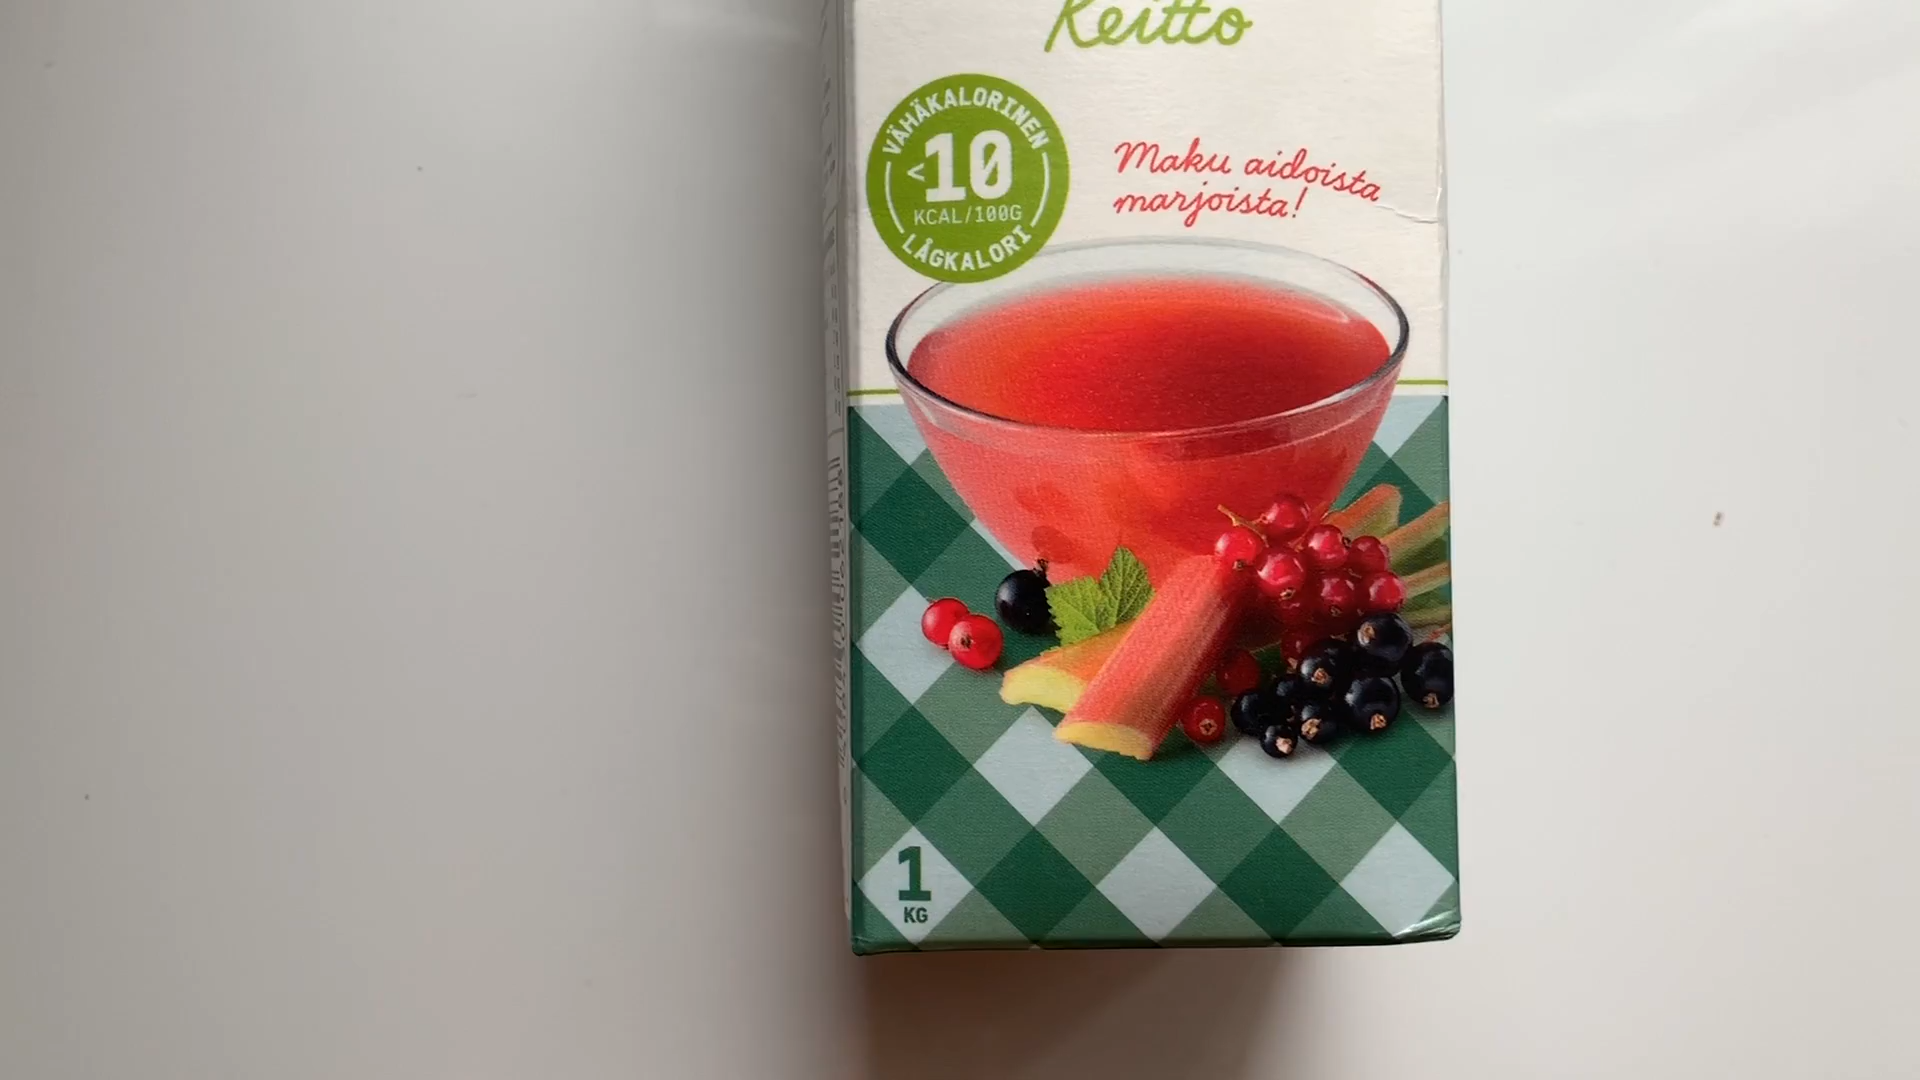 Keitto
VÄHÄKALORINEN
<10
KCAL/100G
LÅGKALORI
Maku aidoista
marjoista!
1
KG